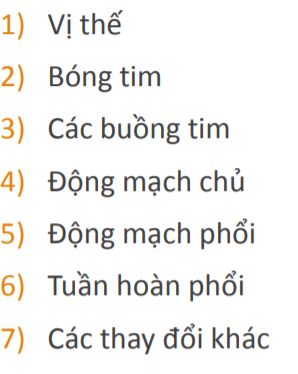 1) Vị thế
2) Bóng tim
3) Các buồng tim
4) Động mạch chủ
5) Động mạch phổi
6) Tuần hoàn phổi
7) Các thay đổi khác